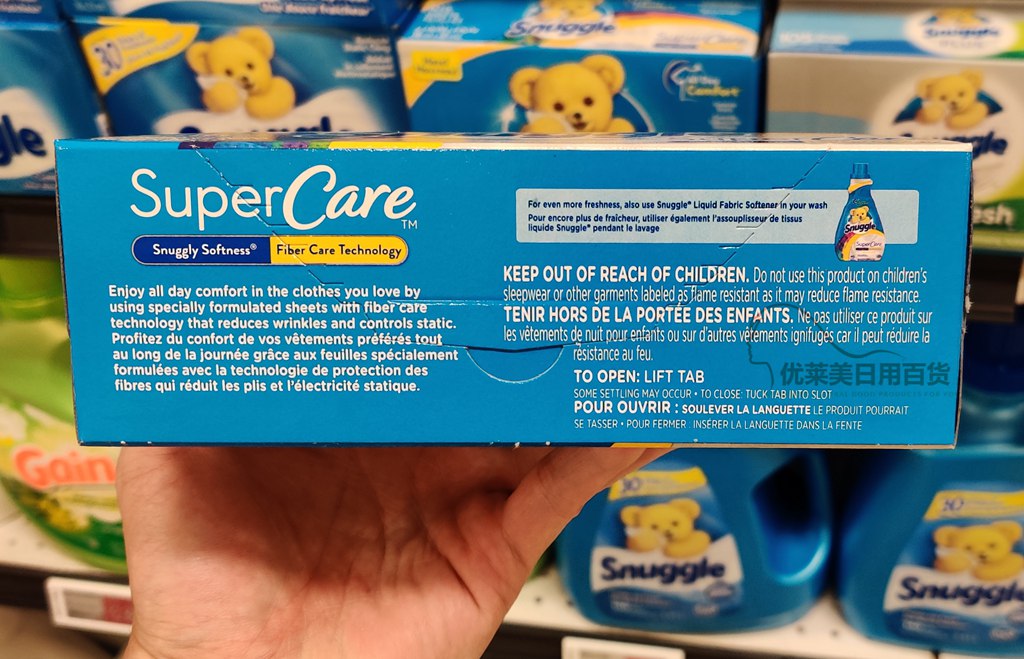 Snuggle
30
SuperCare™
Snuggly Softness® Fiber Care Technology
Enjoy all day comfort in the clothes you love by
using specially formulated sheets with fiber care
technology that reduces wrinkles and controls static.
Profitez du confort de vos vêtements préférés tout
au long de la journée grâce aux feuilles spécialement
formulées avec la technologie de protection des
fibres qui réduit les plis et l'électricité statique.
For even more freshness, also use Snuggle® Liquid Fabric Softener in your wash
Pour encore plus de fraîcheur, utiliser également l'assouplisseur de tissus
liquide Snuggle® pendant le lavage
Snuggle
SuperCare
KEEP OUT OF REACH OF CHILDREN. Do not use this product on children's
sleepwear or other garments labeled as flame resistant as it may reduce flame resistance.
TENIR HORS DE LA PORTÉE DES ENFANTS. Ne pas utiliser ce produit sur
les vêtements de nuit pour enfants ou sur d'autres vêtements ignifugés car il peut réduire la
résistance au feu.
TO OPEN: LIFT TAB
SOME SETTLING MAY OCCUR • TO CLOSE: TUCK TAB INTO SLOT
POUR OUVRIR : SOULEVER LA LANGUETTE LE PRODUIT POURRAIT
SE TASSER • POUR FERMER : INSÉRER LA LANGUETTE DANS LA FENTE
优莱美日用百货
Gain
30
Snuggle
Snuggle